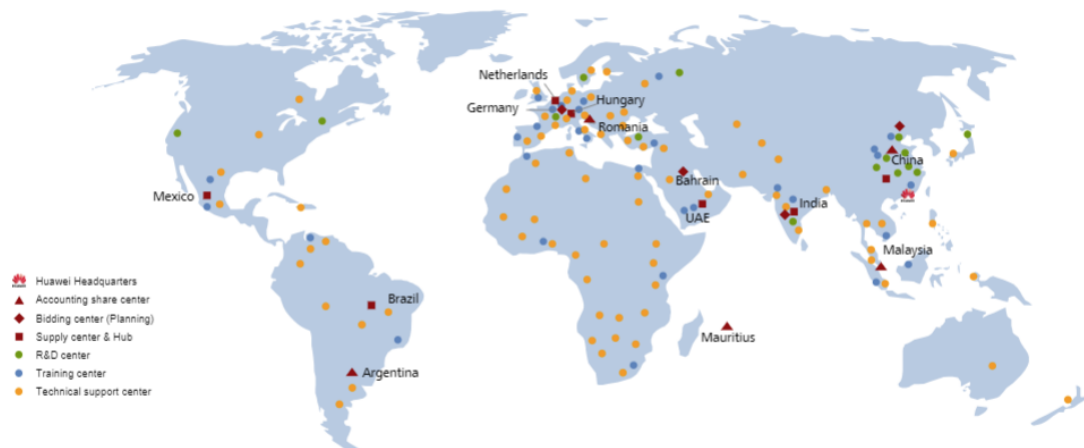 Netherlands
Germany
Hungary
Romania
China
Bahrain
Mexico
India
UAE
Malaysia
Huawei Headquarters
Accounting share center
Brazil
Bidding center (Planning)
Supply center & Hub
Mauritius
R&D center
Training center
Argentina
Technical support center